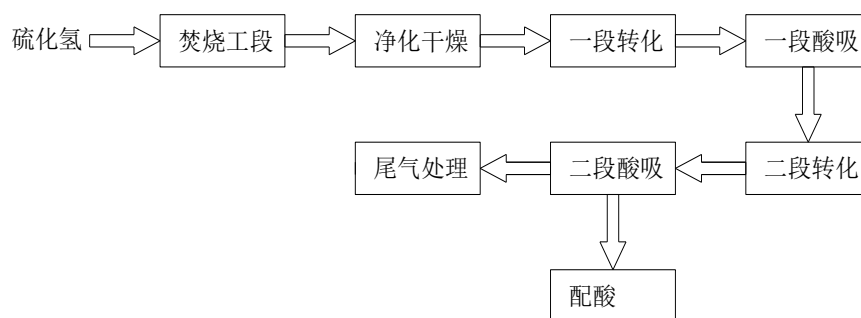 硫化氢
焚烧工段
净化干燥
一段转化
一段酸吸
尾气处理
二段酸吸
二段转化
配酸